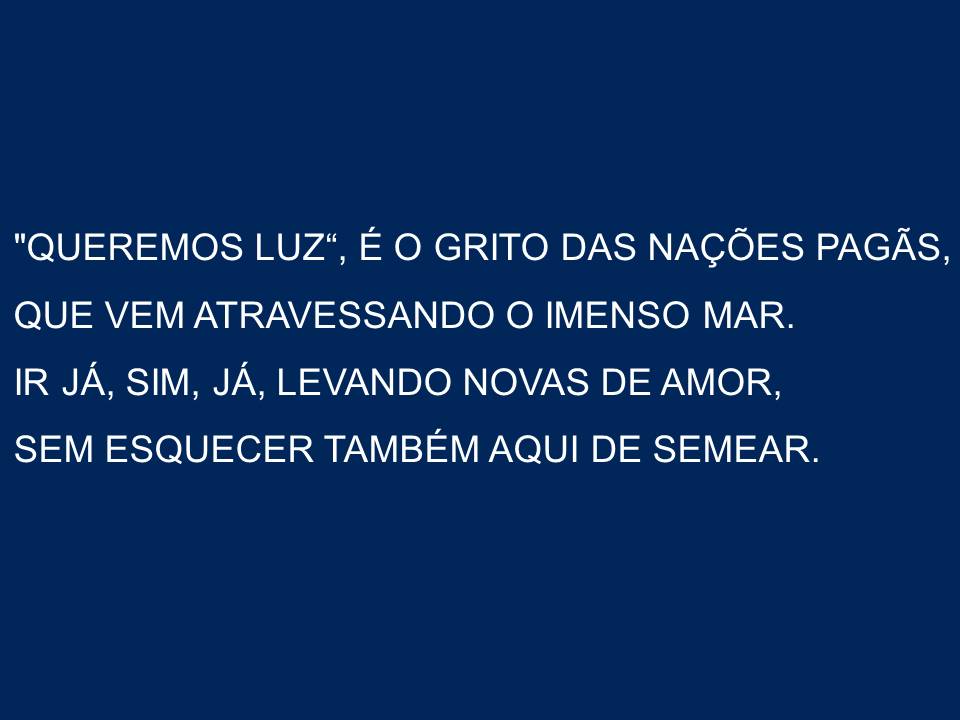 "QUEREMOS LUZ“, É O GRITO DAS NAÇÕES PAGÃS,
QUE VEM ATRAVESSANDO O IMENSO MAR.
IR JÁ, SIM, JÁ, LEVANDO NOVAS DE AMOR,
SEM ESQUECER TAMBÉM AQUI DE SEMEAR.